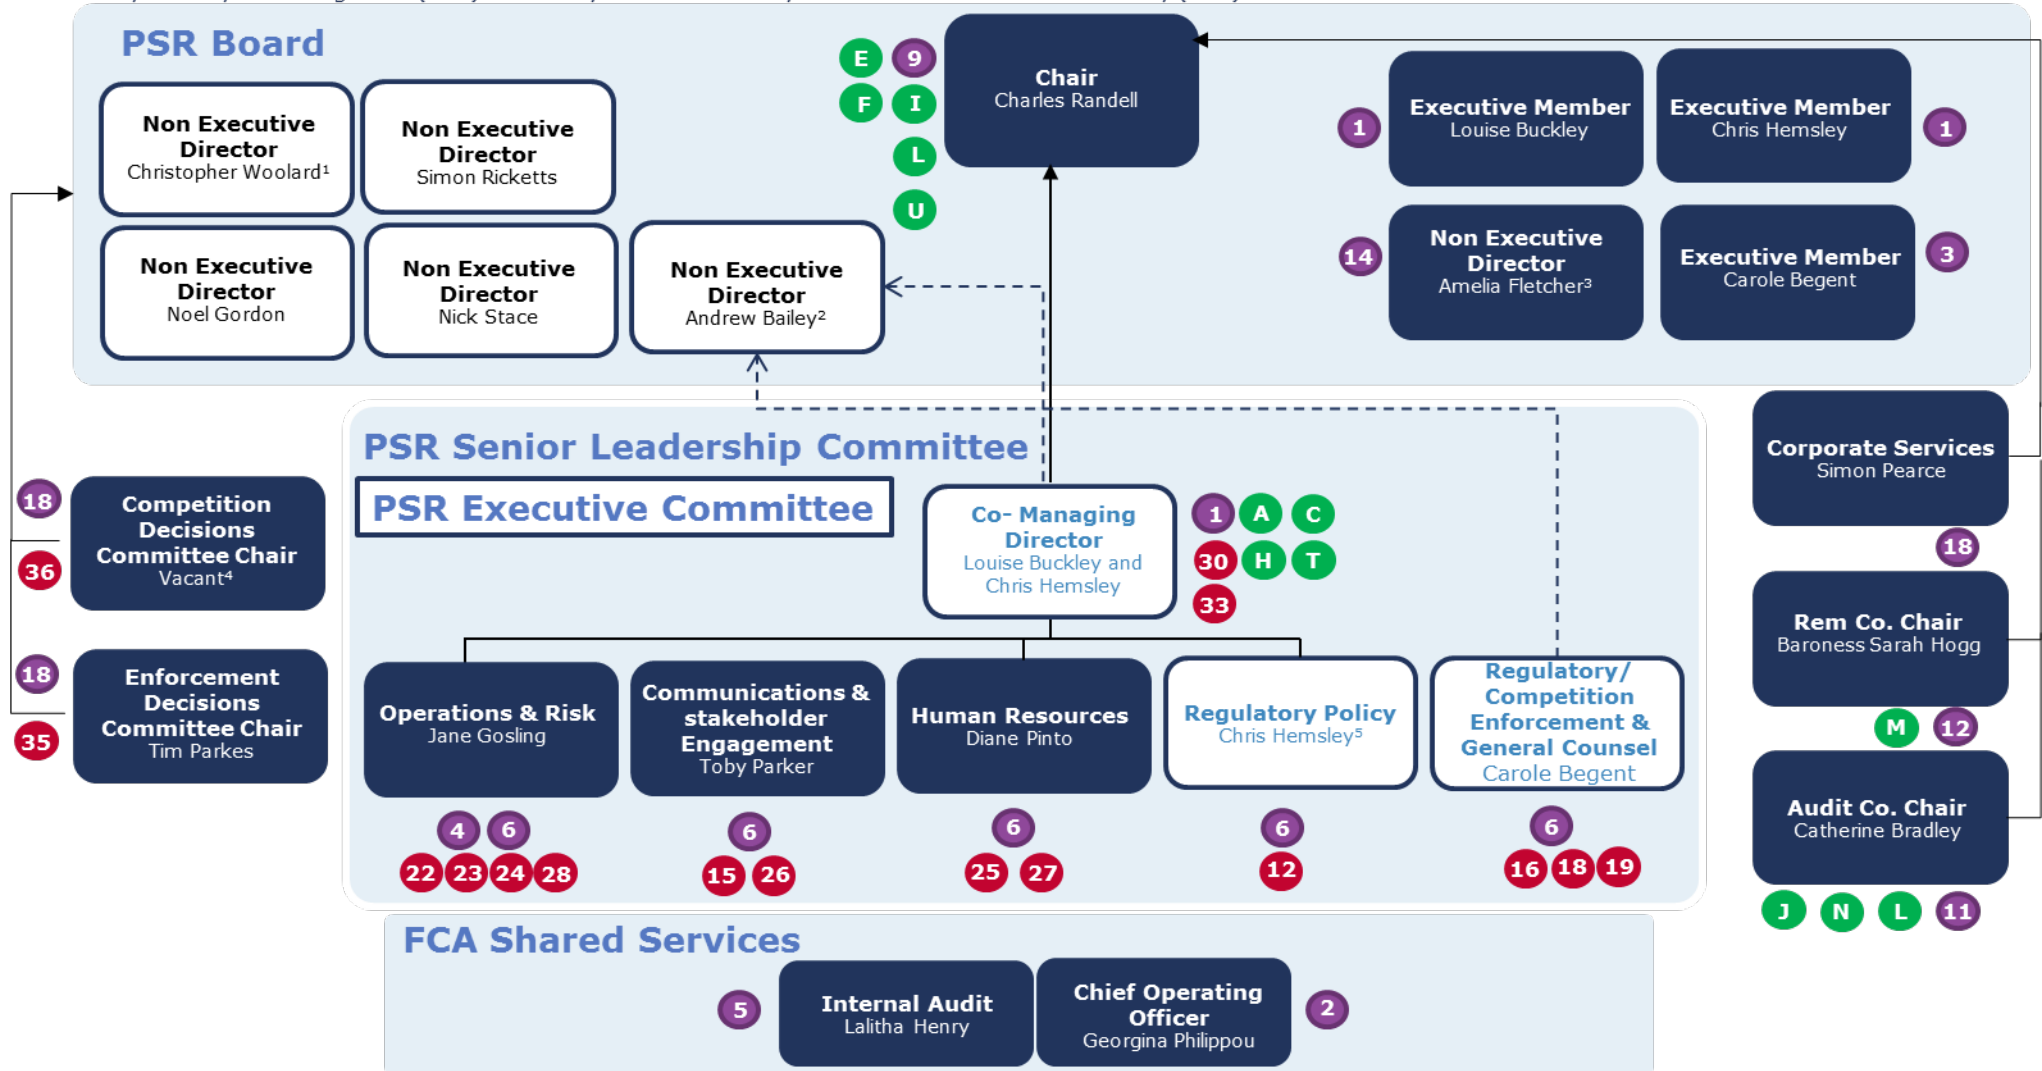 PSR Board
Chair
Charles Randell
E
9
F
I
L
U
Non Executive
Director
Christopher Woolard¹
Non Executive
Director
Simon Ricketts
Non Executive
Director
Noel Gordon
Non Executive
Director
Nick Stace
Non Executive
Director
Andrew Bailey²
1
Executive Member
Louise Buckley
Executive Member
Chris Hemsley
1
14
Non Executive
Director
Amelia Fletcher³
Executive Member
Carole Begent
3
PSR Senior Leadership Committee
PSR Executive Committee
Co- Managing
Director
Louise Buckley and
Chris Hemsley
1
A
C
30
H
T
33
18
Competition
Decisions
Committee Chair
Vacant⁴
36
18
Enforcement
Decisions
Committee Chair
Tim Parkes
35
Operations & Risk
Jane Gosling
4
6
22
23
24
28
Communications &
stakeholder
Engagement
Toby Parker
6
15
26
Human Resources
Diane Pinto
6
25
27
Regulatory Policy
Chris Hemsley⁵
6
12
Regulatory/
Competition
Enforcement &
General Counsel
Carole Begent
6
16
18
19
Corporate Services
Simon Pearce
18
Rem Co. Chair
Baroness Sarah Hogg
M
12
Audit Co. Chair
Catherine Bradley
J
N
L
11
FCA Shared Services
5
Internal Audit
Lalitha Henry
Chief Operating
Officer
Georgina Philippou
2